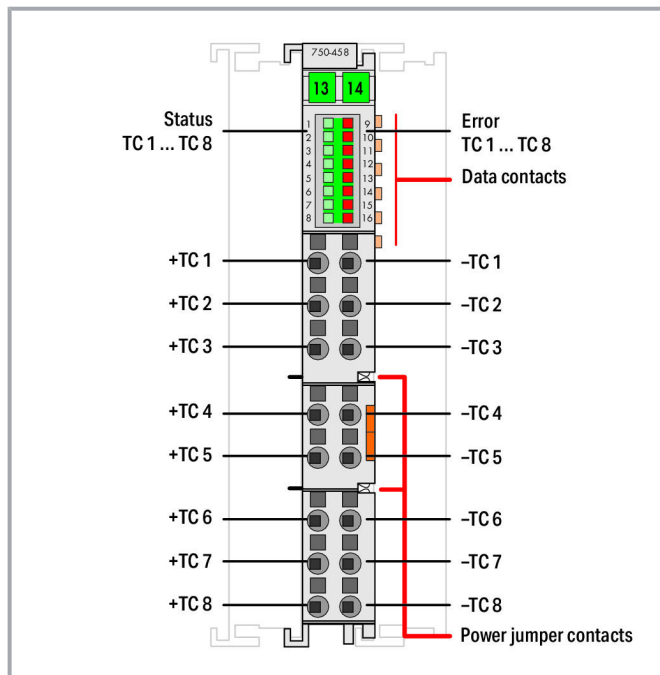 750-458
13 14
Status
TC 1 ... TC 8
Error
TC 1 ... TC 8
Data contacts
1 9
2 10
3 11
4 12
5 13
6 14
7 15
8 16
+TC 1 –TC 1
+TC 2 –TC 2
+TC 3 –TC 3
+TC 4 –TC 4
+TC 5 –TC 5
+TC 6 –TC 6
+TC 7 –TC 7
+TC 8 –TC 8
Power jumper contacts